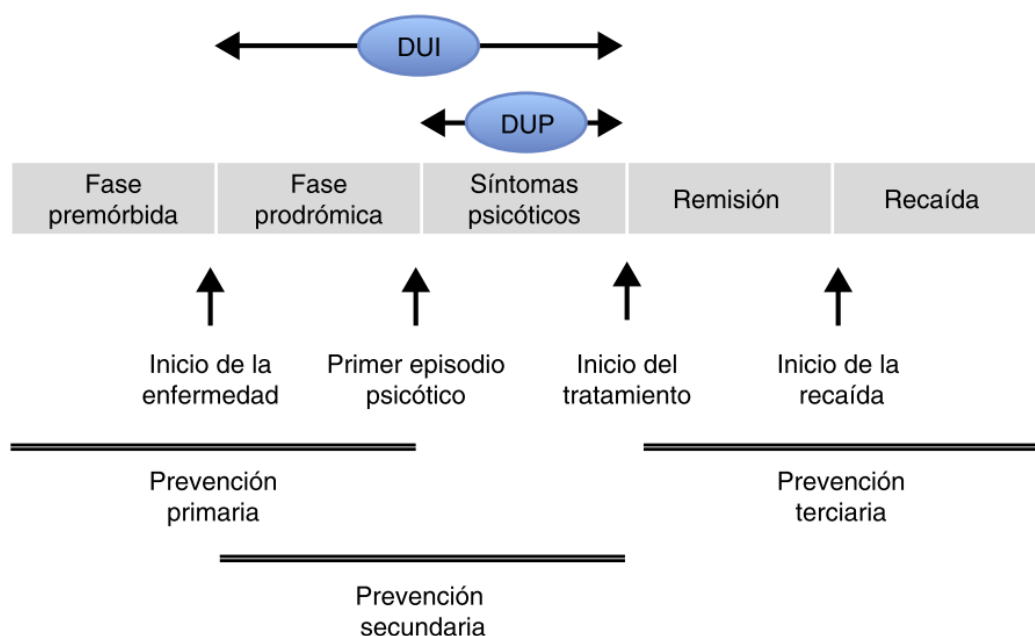 DUI
DUP
Fase
premórbida
Fase
prodrómica
Síntomas
psicóticos
Remisión
Recaída
Inicio de la
enfermedad
Primer episodio
psicótico
Inicio del
tratamiento
Inicio de la
recaída
Prevención
primaria
Prevención
terciaria
Prevención
secundaria